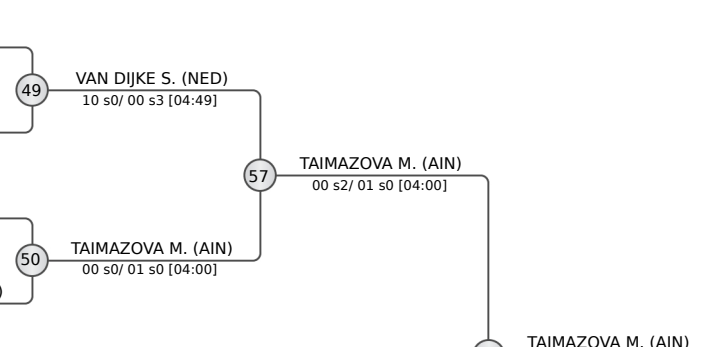 VAN DIJKE S. (NED)
49
10 s0/ 00 s3 [04:49]
TAIMAZOVA M. (AIN)
57
00 s2/ 01 s0 [04:00]
TAIMAZOVA M. (AIN)
50
00 s0/ 01 s0 [04:00]
)
TAIMAZOVA M. (AIN)